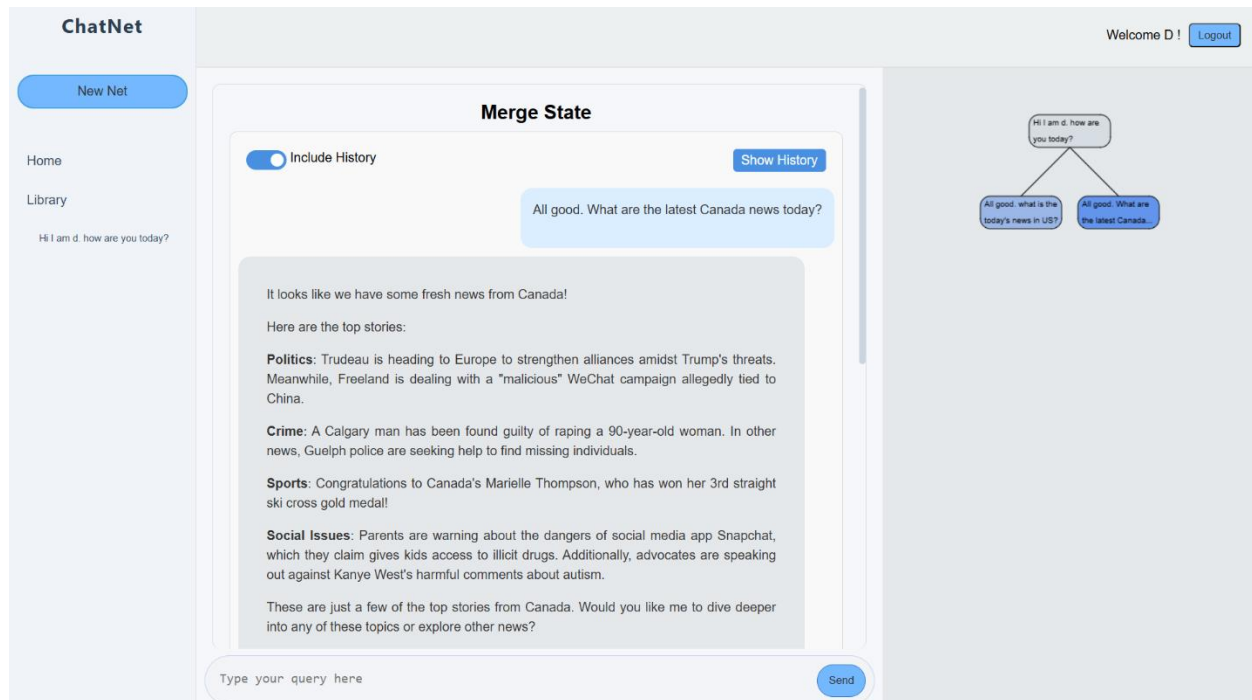 ChatNet
Welcome D !
Logout
New Net
Home
Library
Hi I am d. how are you today?
Merge State
Include History
Show History
All good. What are the latest Canada news today?
It looks like we have some fresh news from Canada!
Here are the top stories:
Politics: Trudeau is heading to Europe to strengthen alliances amidst Trump's threats.
Meanwhile, Freeland is dealing with a "malicious" WeChat campaign allegedly tied to
China.
Crime: A Calgary man has been found guilty of raping a 90-year-old woman. In other
news, Guelph police are seeking help to find missing individuals.
Sports: Congratulations to Canada's Marielle Thompson, who has won her 3rd straight
ski cross gold medal!
Social Issues: Parents are warning about the dangers of social media app Snapchat,
which they claim gives kids access to illicit drugs. Additionally, advocates are speaking
out against Kanye West's harmful comments about autism.
These are just a few of the top stories from Canada. Would you like me to dive deeper
into any of these topics or explore other news?
Type your query here
Send
Hi I am d. how are
you today?
All good. what is the
today's news in US?
All good. What are
the latest Canada...